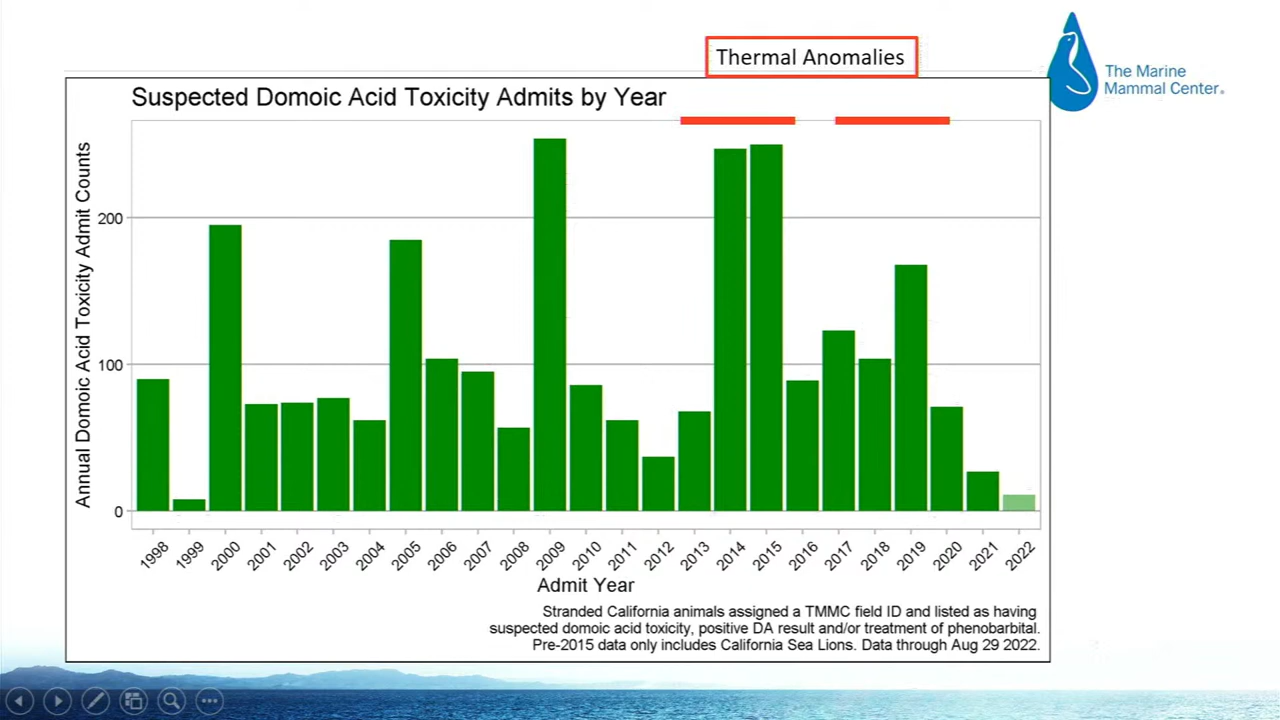 Thermal Anomalies
The Marine
Mammal Center®
Suspected Domoic Acid Toxicity Admits by Year
Annual Domoic Acid Toxicity Admit Counts
200
100
0
1998 1999 2000 2001 2002 2003 2004 2005 2006 2007 2008 2009 2010 2011 2012 2013 2014 2015 2016 2017 2018 2019 2020 2021 2022
Admit Year
Stranded California animals assigned a TMMC field ID and listed as having
suspected domoic acid toxicity, positive DA result and/or treatment of phenobarbital.
Pre-2015 data only includes California Sea Lions. Data through Aug 29 2022.